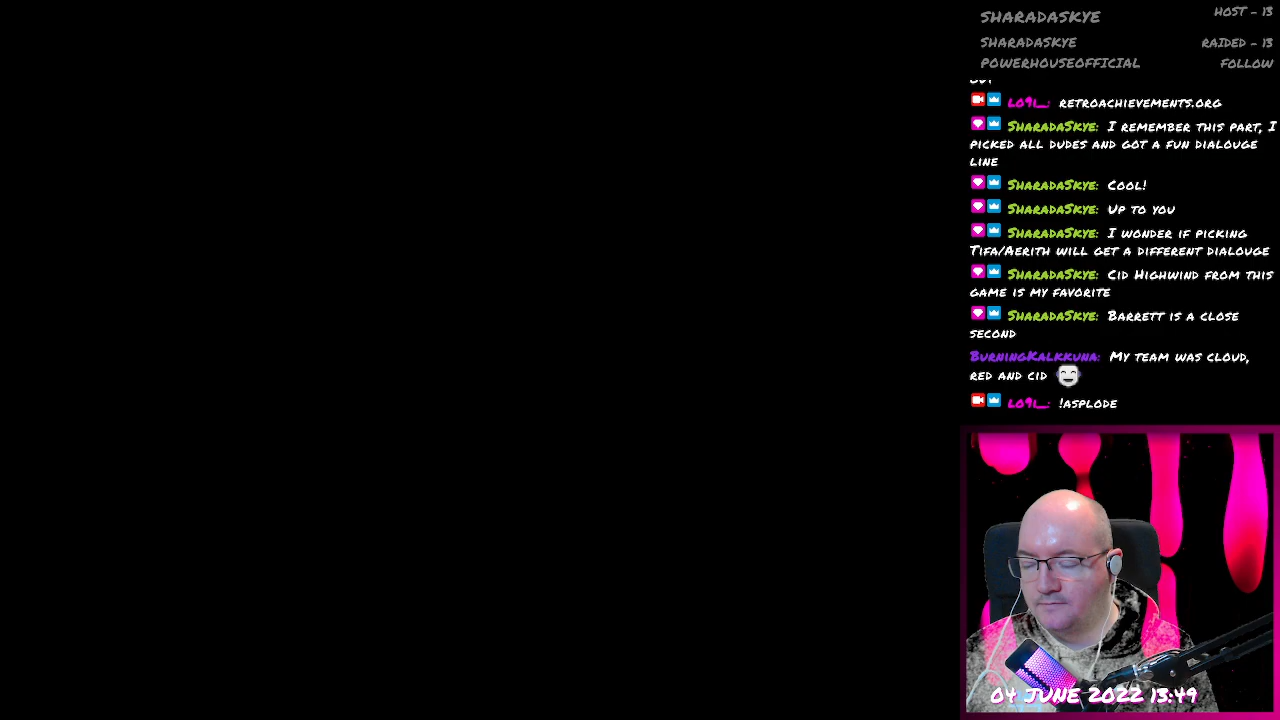 SHARADASKYE HOST - 13
SHARADASKYE RAIDED - 13
POWERHOUSEOFFICIAL FOLLOW
LO9I_: RETROACHIEVEMENTS.ORG
SHARADASKYE: I REMEMBER THIS PART, I
PICKED ALL DUDES AND GOT A FUN DIALOUGE
LINE
SHARADASKYE: COOL!
SHARADASKYE: UP TO YOU
SHARADASKYE: I WONDER IF PICKING
TIFA/AERITH WILL GET A DIFFERENT DIALOUGE
SHARADASKYE: CID HIGHWIND FROM THIS
GAME IS MY FAVORITE
SHARADASKYE: BARRETT IS A CLOSE
SECOND
BURNINGKALKKUNA: MY TEAM WAS CLOUD,
RED AND CID
LO9I_: !ASPLODE
04 JUNE 2022 13:49